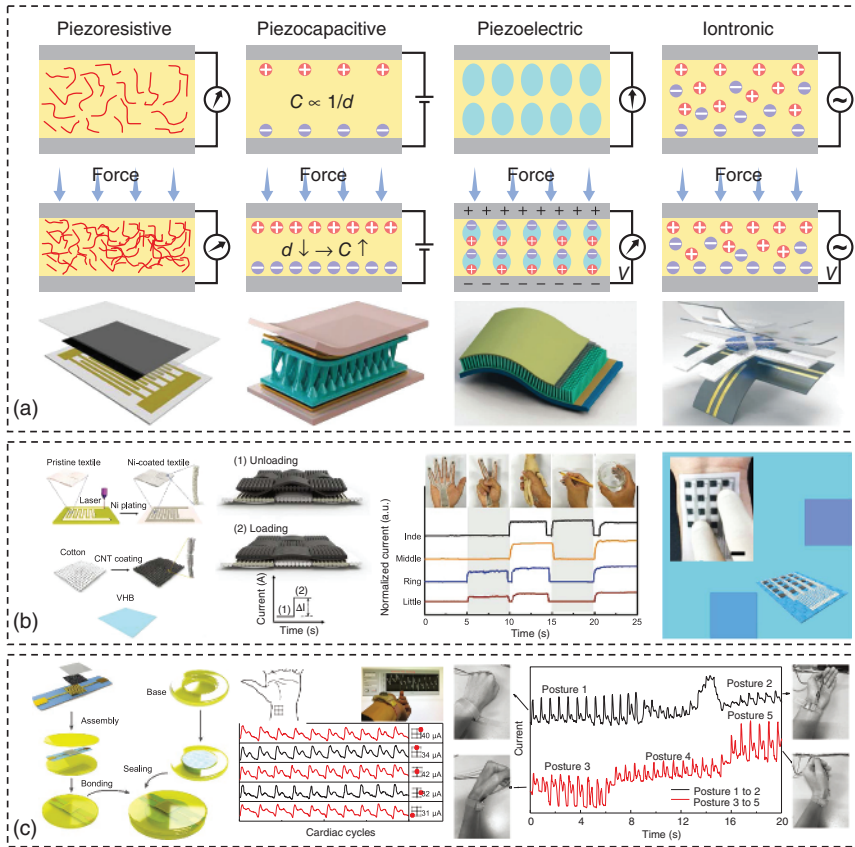 Piezoresistive
Piezocapacitive
Piezoelectric
Iontronic
C ∝ 1/d
Force
Force
Force
Force
d ↓ → C ↑
+ + + + + + +
− − − − − − −
V
V
(a)
Pristine textile
Ni-coated textile
Laser
Ni plating
Cotton
CNT coating
VHB
(1) Unloading
(2) Loading
Current (A)
(2)
(1)
ΔI
Time (s)
Normalized current (a.u.)
Inde
Middle
Ring
Little
0 5 10 15 20 25
Time (s)
(b)
Assembly
Bonding
Base
Sealing
40 µA
34 µA
42 µA
32 µA
31 µA
Cardiac cycles
Current
Posture 1
Posture 2
Posture 3
Posture 4
Posture 5
Posture 1 to 2
Posture 3 to 5
0 4 8 12 16 20
Time (s)
(c)